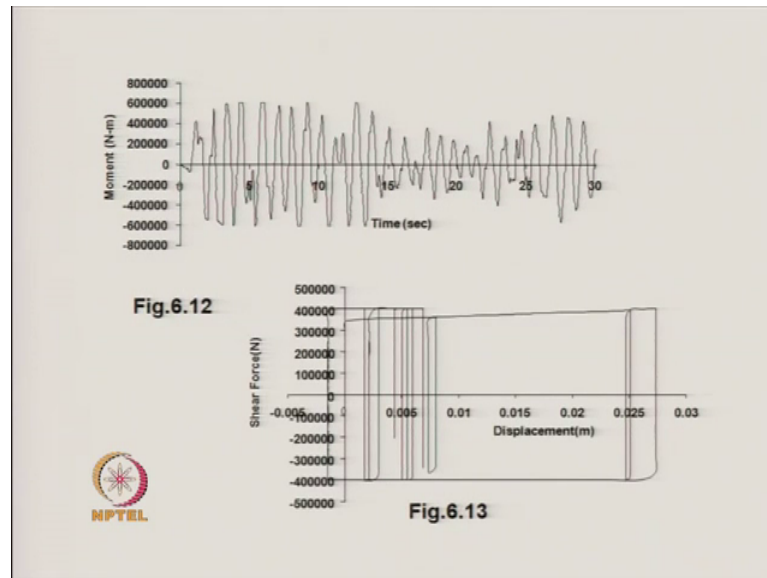 800000
600000
400000
200000
0
-200000
-400000
-600000
-800000
Moment (N-m)
0 5 10 15 20 25 30
Time (sec)
Fig.6.12
500000
400000
300000
200000
100000
0
-100000
-200000
-300000
-400000
-500000
Shear Force(N)
-0.005 0 0.005 0.01 0.015 0.02 0.025 0.03
Displacement(m)
Fig.6.13
NPTEL